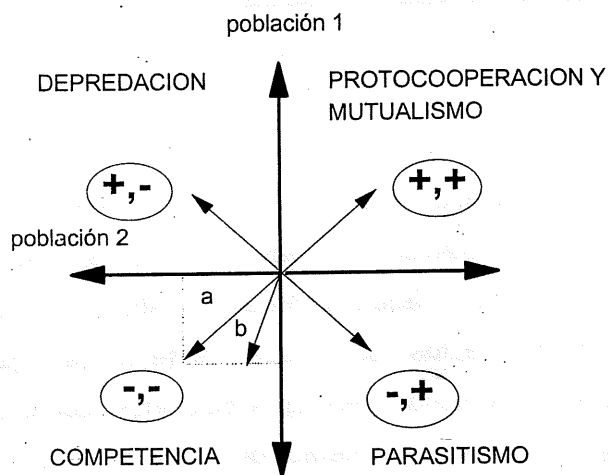 población 1
DEPREDACION
PROTOCOOPERACION Y
MUTUALISMO
+,-
+,+
población 2
a
b
-,-
-,+
COMPETENCIA
PARASITISMO